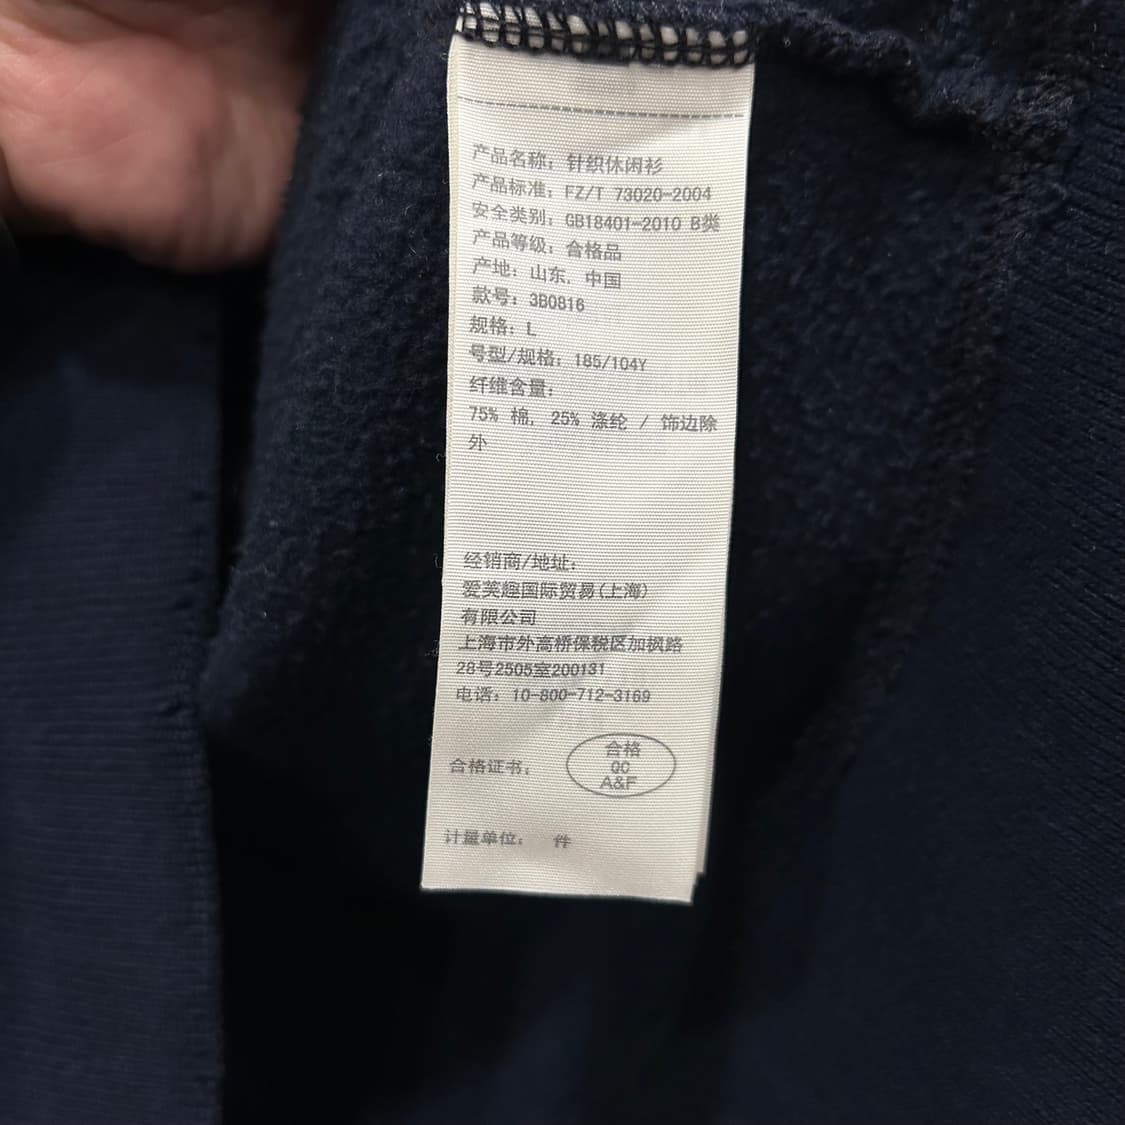 产品名称: 针织休闲衫
产品标准: FZ/T 73020-2004
安全类别: GB18401-2010 B类
产品等级: 合格品
产地: 山东, 中国
款号: 3B0816
规格: L
号型/规格: 185/104Y
纤维含量:
75% 棉, 25% 涤纶 / 饰边除
外
经销商/地址:
爱芙趣国际贸易(上海)
有限公司
上海市外高桥保税区加枫路
28号2505室200131
电话: 10-800-712-3169
合格
QC
合格证书:
A&F
计量单位: 件